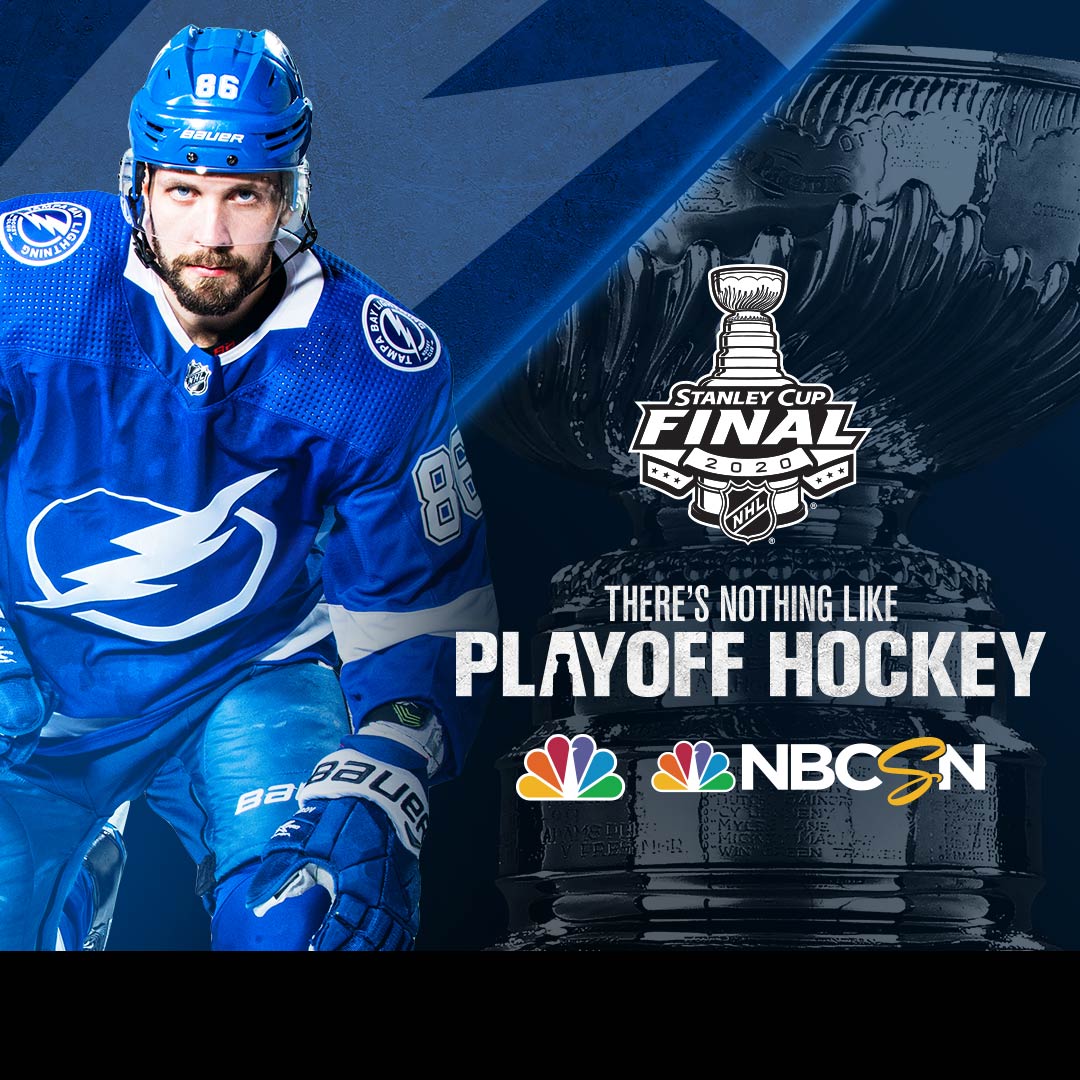 86
BAUER
TAMPA BAY LIGHTNING
TAMPA BAY LIGHTNING
NHL
86
STANLEY CUP
FINAL
2020
NHL
®
®
THERE'S NOTHING LIKE
PLAYOFF HOCKEY
NBCSN
BAUER